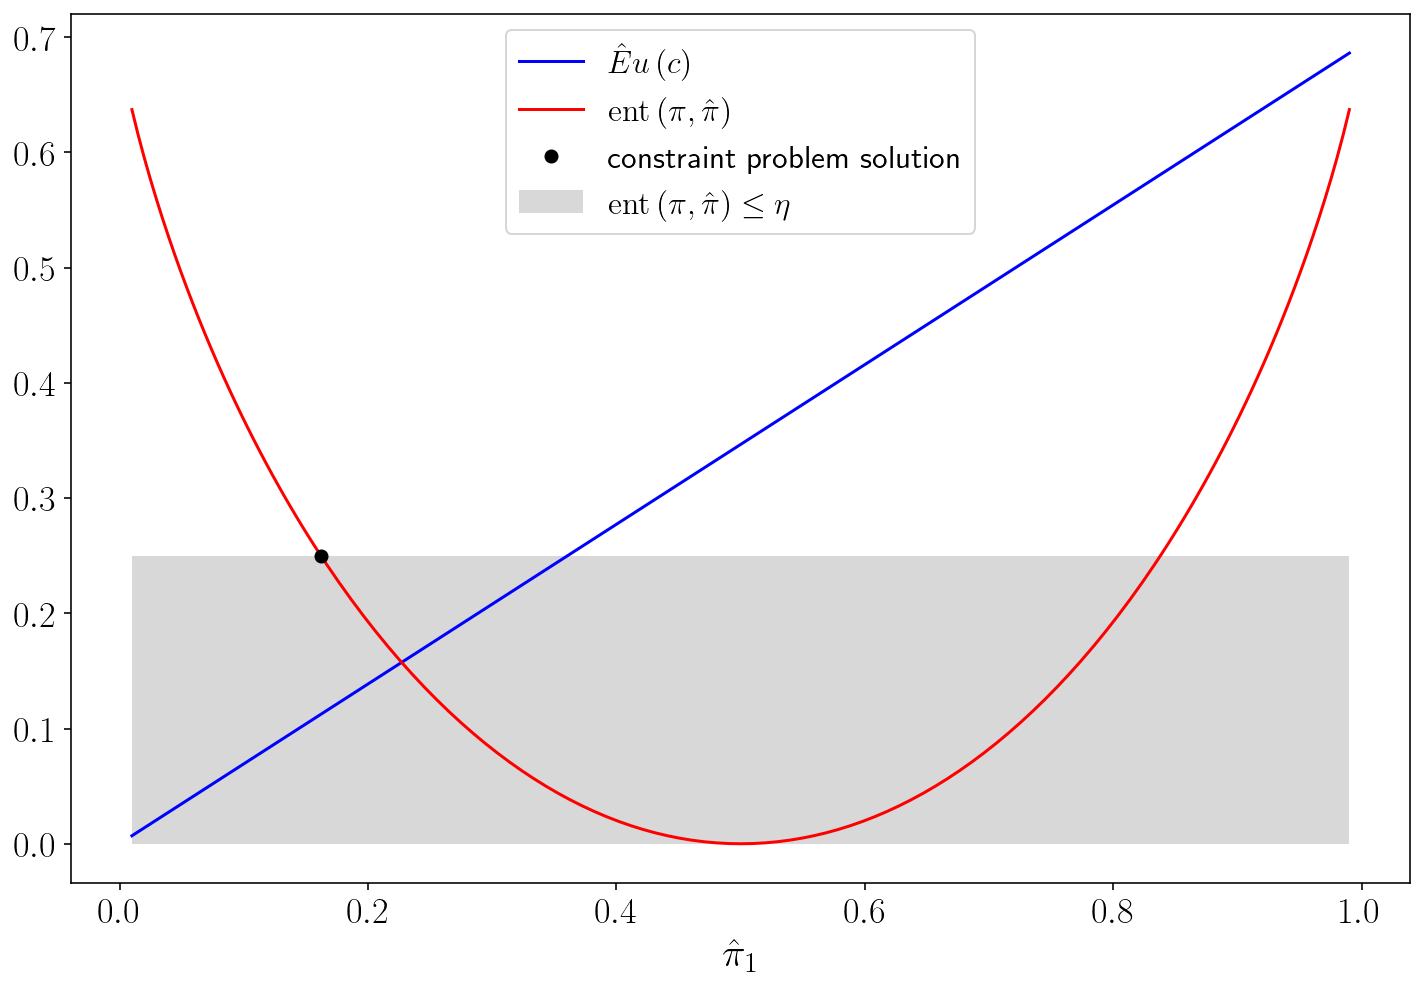 0.7
0.6
0.5
0.4
0.3
0.2
0.1
0.0
Êu (c)
ent (π, π̂)
constraint problem solution
ent (π, π̂) ≤ η
0.0 0.2 0.4 0.6 0.8 1.0
π̂₁